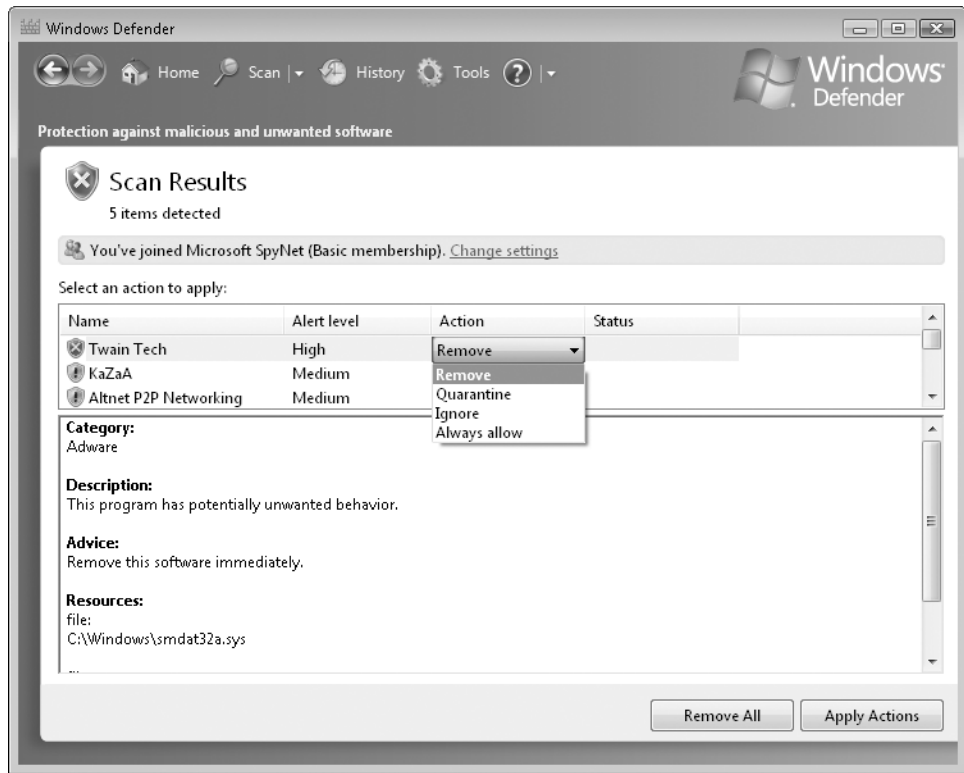 Windows Defender
Home Scan History Tools ?
Windows
Defender
Protection against malicious and unwanted software
Scan Results
5 items detected
You've joined Microsoft SpyNet (Basic membership). Change settings
Select an action to apply:
Name Alert level Action Status
Twain Tech High Remove
KaZaA Medium Remove
Altnet P2P Networking Medium Quarantine
Ignore
Always allow
Category:
Adware
Description:
This program has potentially unwanted behavior.
Advice:
Remove this software immediately.
Resources:
file:
C:\Windows\smdat32a.sys
Remove All Apply Actions